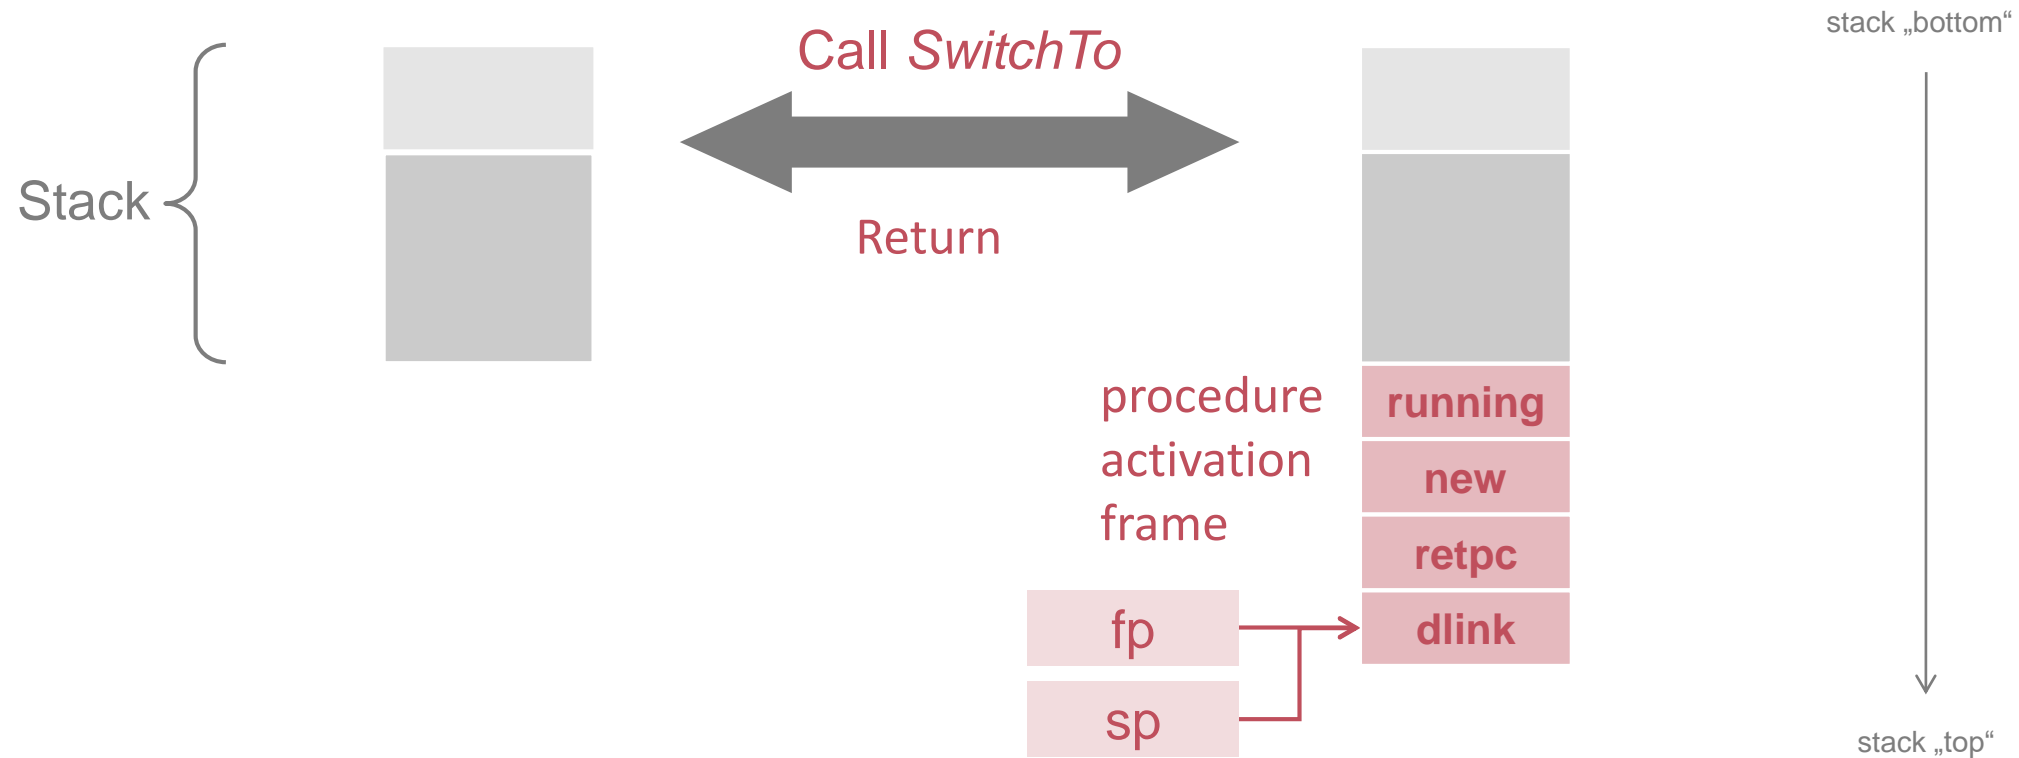 stack „bottom“
Call SwitchTo
Stack
Return
procedure
activation
frame
running
new
retpc
dlink
fp
sp
stack „top“